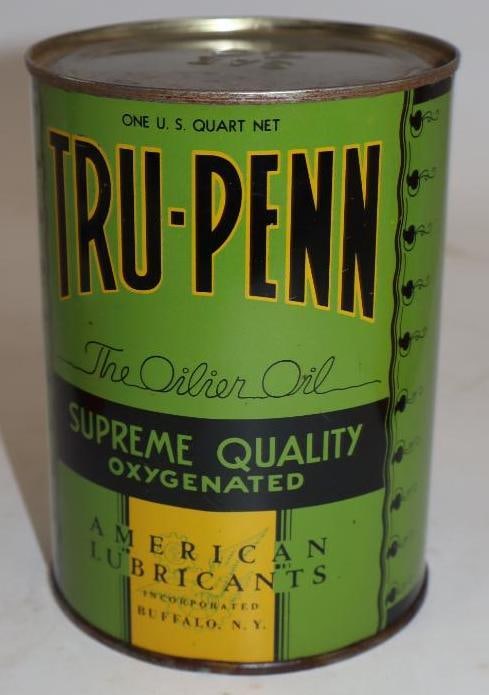 ONE U. S. QUART NET
TRU-PENN
The Oilier Oil
SUPREME QUALITY
OXYGENATED
AMERICAN
LUBRICANTS
INCORPORATED
BUFFALO, N. Y.